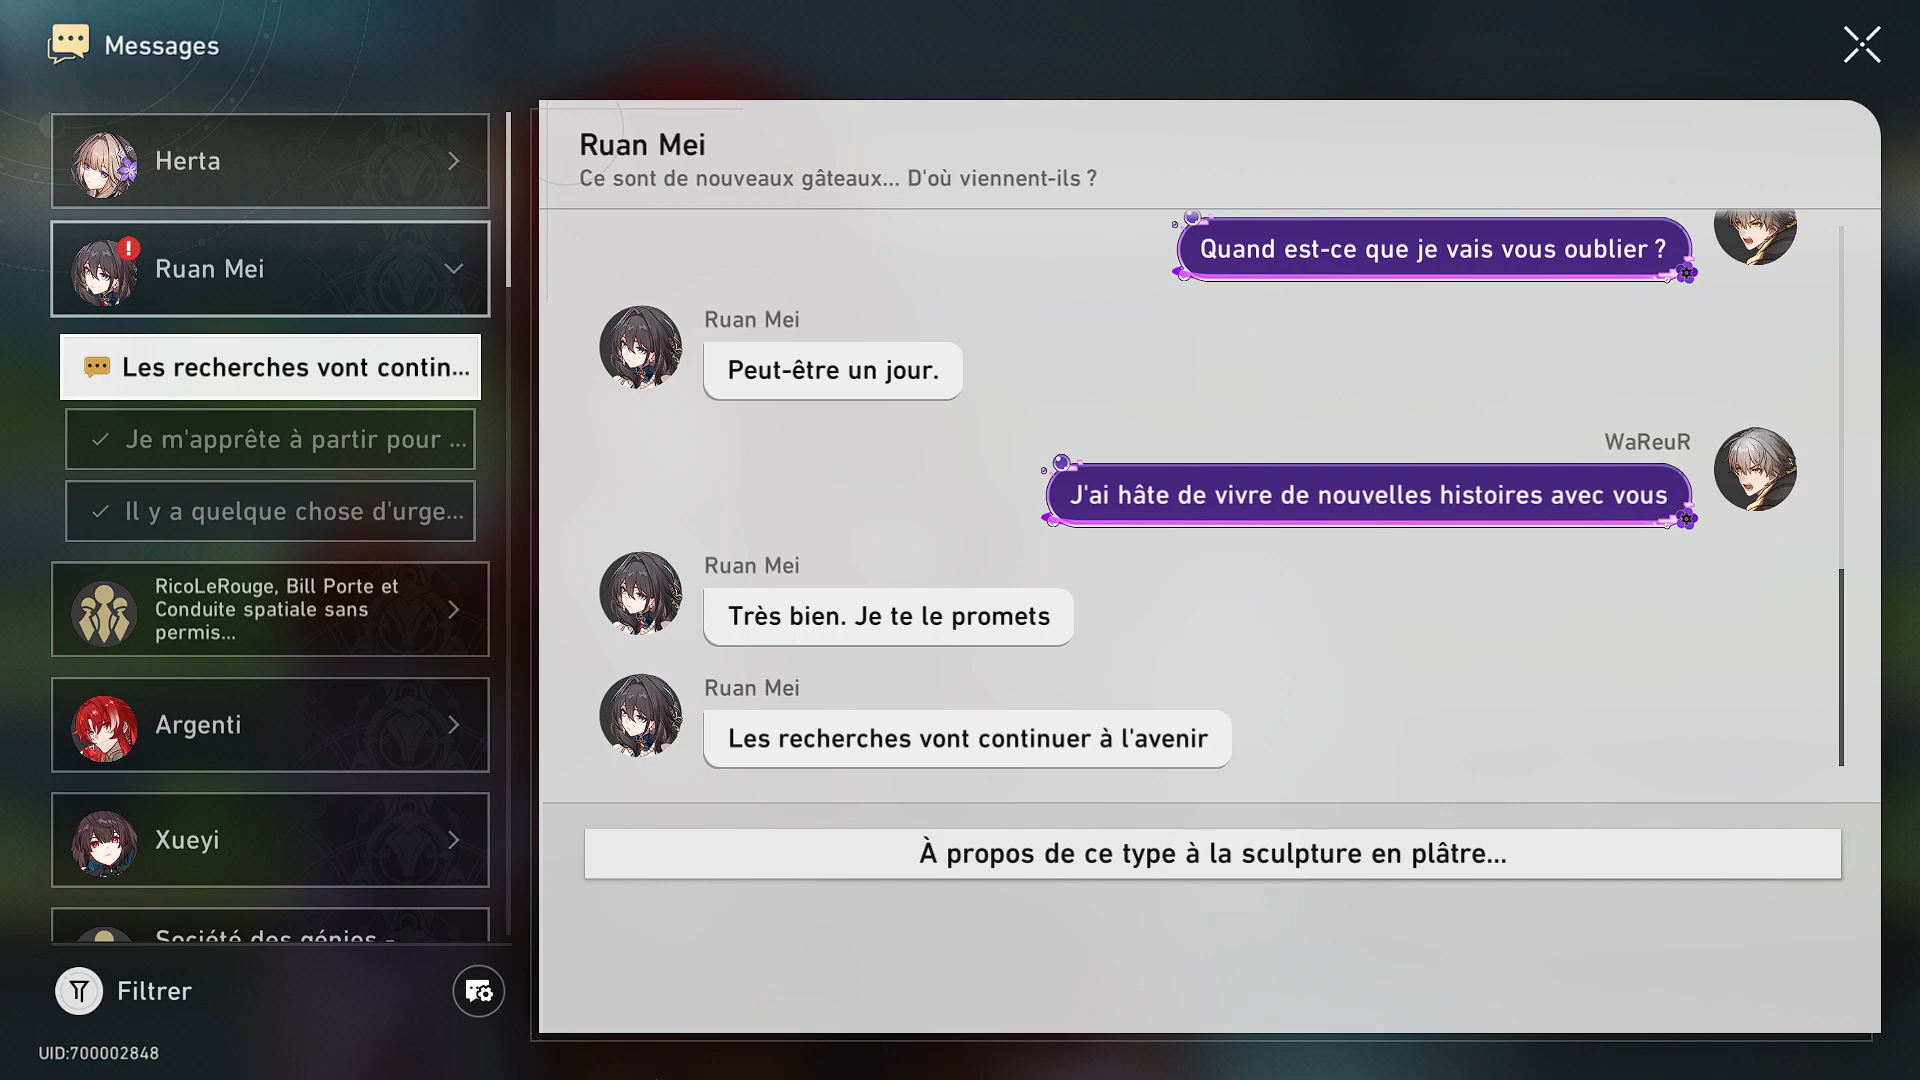 Messages
Herta
Ruan Mei
Les recherches vont contin...
Je m'apprête à partir pour ...
Il y a quelque chose d'urge...
RicoLeRouge, Bill Porte et
Conduite spatiale sans
permis...
Argenti
Xueyi
Société des génies -
Filtrer
UID:700002848
Ruan Mei
Ce sont de nouveaux gâteaux... D'où viennent-ils ?
Quand est-ce que je vais vous oublier ?
Ruan Mei
Peut-être un jour.
WaReuR
J'ai hâte de vivre de nouvelles histoires avec vous
Ruan Mei
Très bien. Je te le promets
Ruan Mei
Les recherches vont continuer à l'avenir
À propos de ce type à la sculpture en plâtre...